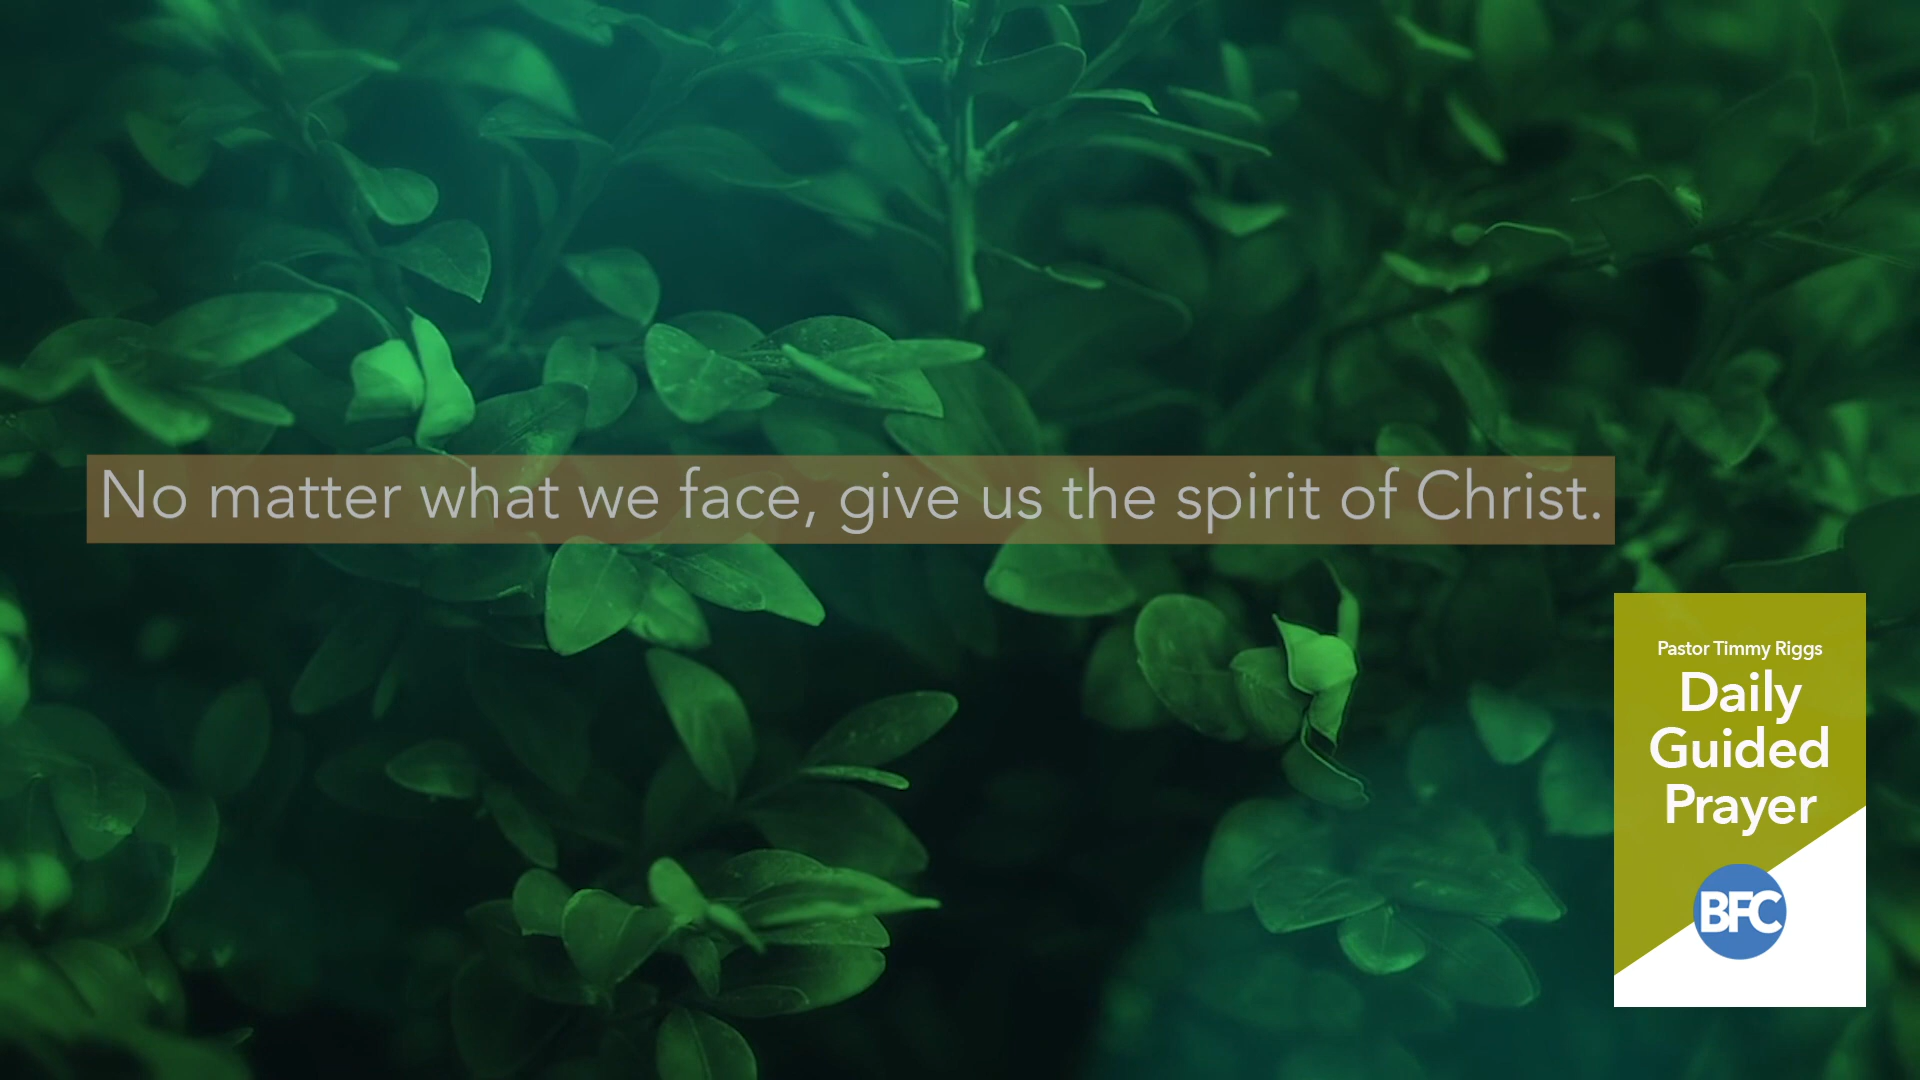 No matter what we face, give us the spirit of Christ.
Pastor Timmy Riggs
Daily
Guided
Prayer
BFC